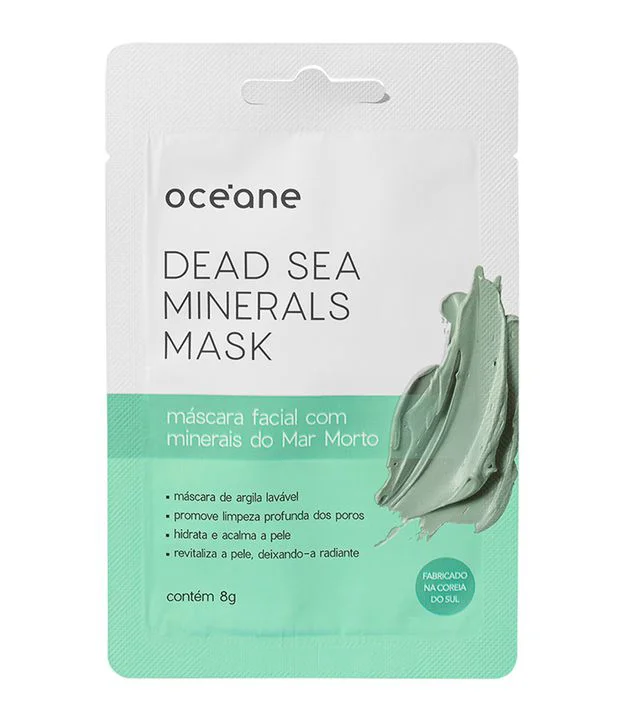 océane
DEAD SEA
MINERALS
MASK
máscara facial com
minerais do Mar Morto
▪ máscara de argila lavável
▪ promove limpeza profunda dos poros
▪ hidrata e acalma a pele
▪ revitaliza a pele, deixando-a radiante
contém 8g
FABRICADO
NA COREIA
DO SUL